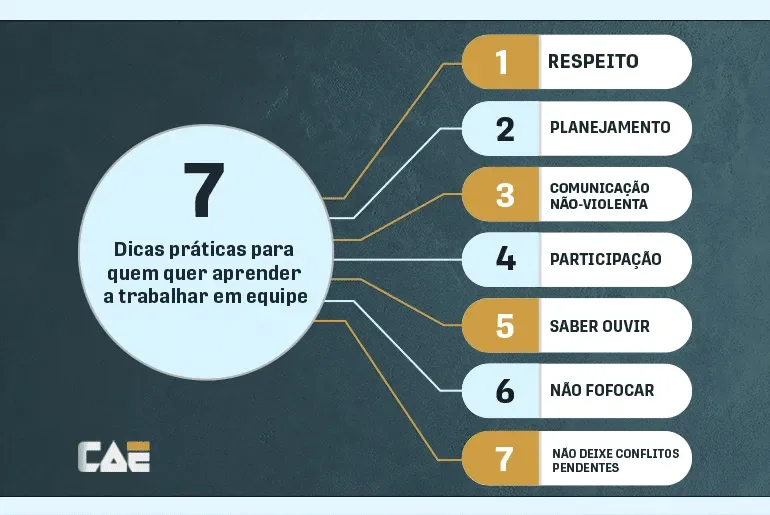 7
Dicas práticas para
quem quer aprender
a trabalhar em equipe
1 RESPEITO
2 PLANEJAMENTO
3 COMUNICAÇÃO
NÃO-VIOLENTA
4 PARTICIPAÇÃO
5 SABER OUVIR
6 NÃO FOFOCAR
7 NÃO DEIXE CONFLITOS
PENDENTES
CAE